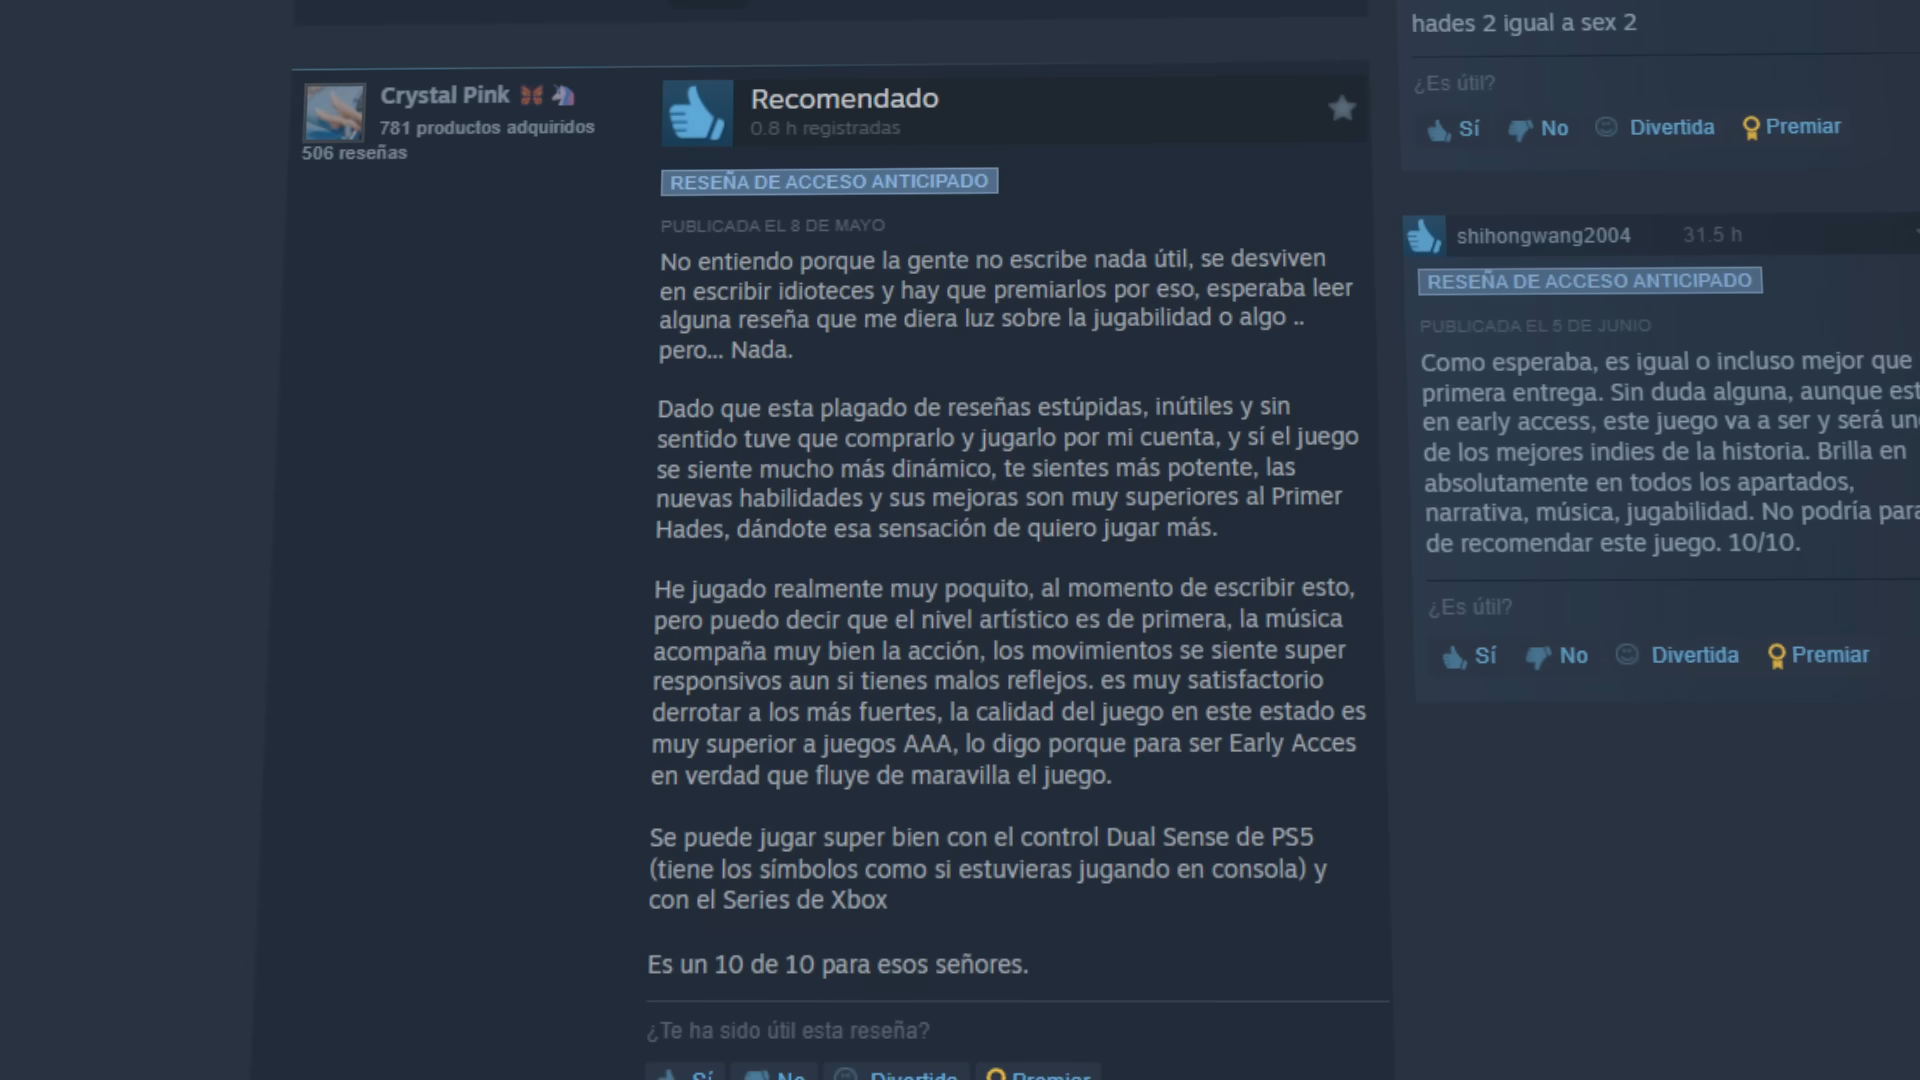 Crystal Pink
781 productos adquiridos
506 reseñas
Recomendado
0.8 h registradas
RESEÑA DE ACCESO ANTICIPADO
PUBLICADA EL 8 DE MAYO
No entiendo porque la gente no escribe nada útil, se desviven
en escribir idioteces y hay que premiarlos por eso, esperaba leer
alguna reseña que me diera luz sobre la jugabilidad o algo ..
pero... Nada.
Dado que esta plagado de reseñas estúpidas, inútiles y sin
sentido tuve que comprarlo y jugarlo por mi cuenta, y sí el juego
se siente mucho más dinámico, te sientes más potente, las
nuevas habilidades y sus mejoras son muy superiores al Primer
Hades, dándote esa sensación de quiero jugar más.
He jugado realmente muy poquito, al momento de escribir esto,
pero puedo decir que el nivel artístico es de primera, la música
acompaña muy bien la acción, los movimientos se siente super
responsivos aun si tienes malos reflejos. es muy satisfactorio
derrotar a los más fuertes, la calidad del juego en este estado es
muy superior a juegos AAA, lo digo porque para ser Early Acces
en verdad que fluye de maravilla el juego.
Se puede jugar super bien con el control Dual Sense de PS5
(tiene los símbolos como si estuvieras jugando en consola) y
con el Series de Xbox
Es un 10 de 10 para esos señores.
¿Te ha sido útil esta reseña?
Sí No Divertida Premiar
hades 2 igual a sex 2
¿Es útil?
Sí No Divertida Premiar
shihongwang2004 31.5 h
RESEÑA DE ACCESO ANTICIPADO
PUBLICADA EL 5 DE JUNIO
Como esperaba, es igual o incluso mejor que
primera entrega. Sin duda alguna, aunque
en early access, este juego va a ser y será
de los mejores indies de la historia. Brilla en
absolutamente en todos los apartados,
narrativa, música, jugabilidad. No podría
de recomendar este juego. 10/10.
¿Es útil?
Sí No Divertida Premiar